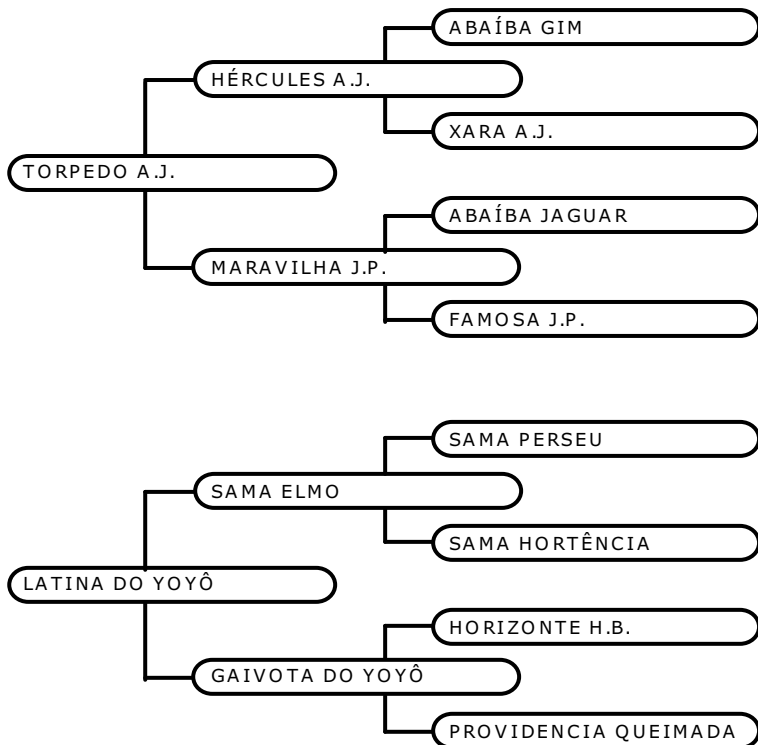 ABAÍBA GIM
HÉRCULES A.J.
XARA A.J.
TORPEDO A.J.
ABAÍBA JAGUAR
MARAVILHA J.P.
FAMOSA J.P.
SAMA PERSEU
SAMA ELMO
SAMA HORTÊNCIA
LATINA DO YOYÔ
HORIZONTE H.B.
GAIVOTA DO YOYÔ
PROVIDENCIA QUEIMADA